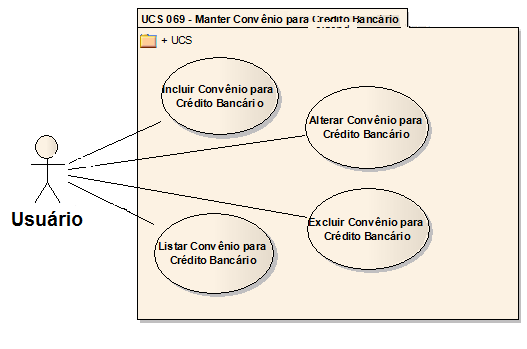 UCS 069 - Manter Convênio para Crédito Bancário
+ UCS
Incluir Convênio para
Crédito Bancário
Alterar Convênio para
Crédito Bancário
Usuário
Excluir Convênio para
Crédito Bancário
Listar Convênio para
Crédito Bancário